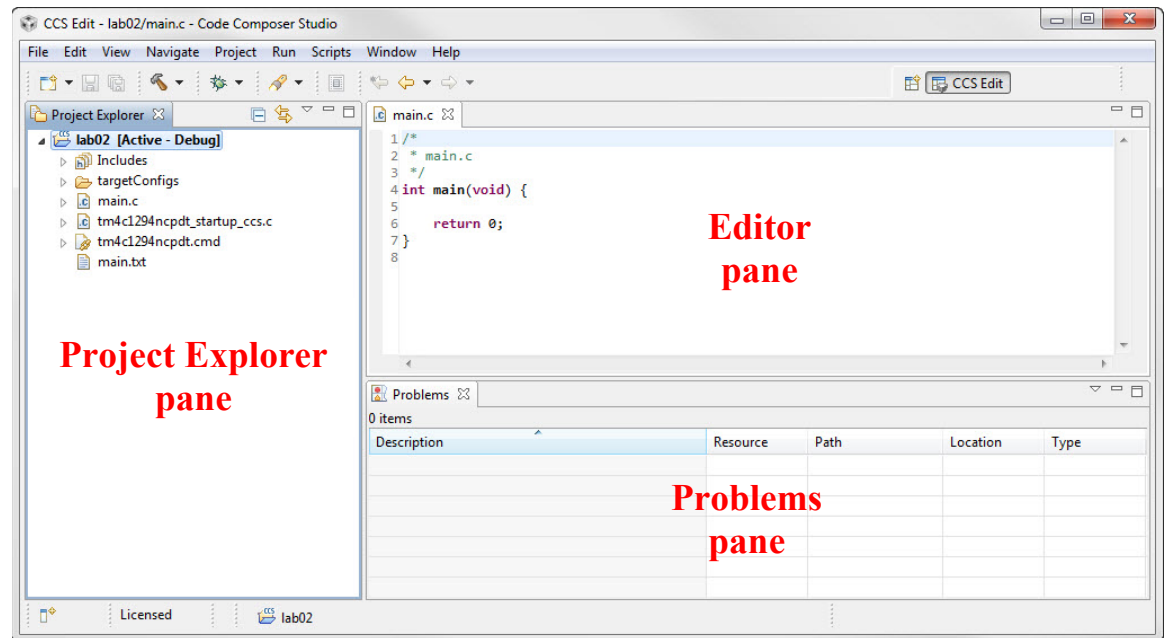 CCS Edit - lab02/main.c - Code Composer Studio
File Edit View Navigate Project Run Scripts Window Help
CCS Edit
Project Explorer
lab02 [Active - Debug]
Includes
targetConfigs
main.c
tm4c1294ncpdt_startup_ccs.c
tm4c1294ncpdt.cmd
main.txt
Project Explorer
pane
main.c
1 /*
2 * main.c
3 */
4 int main(void) {
5
6 return 0;
7 }
8
Editor
pane
Problems
0 items
Description Resource Path Location Type
Problems
pane
Licensed lab02